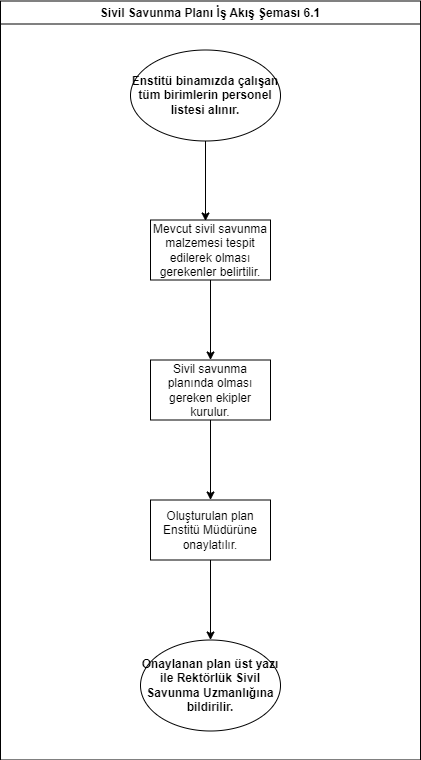 Sivil Savunma Planı İş Akış Şeması 6.1
Enstitü binamızda çalışan
tüm birimlerin personel
listesi alınır.
Mevcut sivil savunma
malzemesi tespit
edilerek olması
gerekenler belirtilir.
Sivil savunma
planında olması
gereken ekipler
kurulur.
Oluşturulan plan
Enstitü Müdürüne
onaylatılır.
Onaylanan plan üst yazı
ile Rektörlük Sivil
Savunma Uzmanlığına
bildirilir.